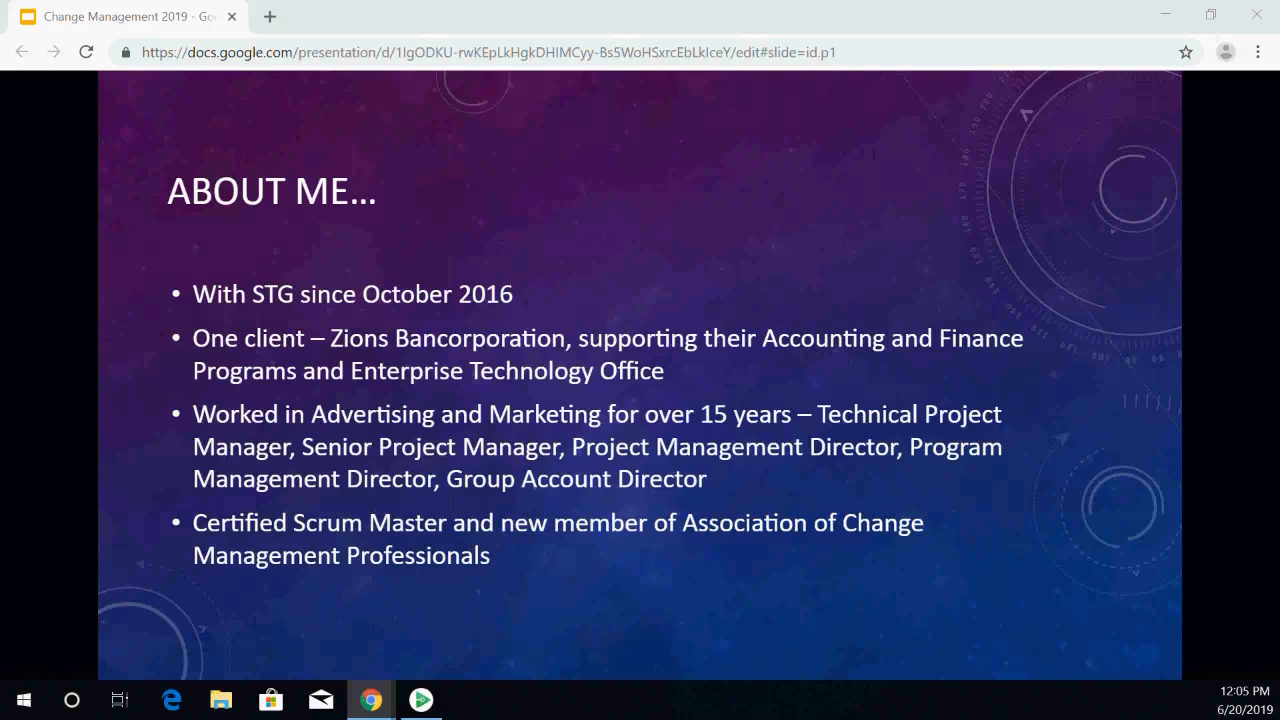 Change Management 2019 - Go
https://docs.google.com/presentation/d/1IgODKU-rwKEpLkHgkDHIMCyy-Bs5WoHSxrcEbLkIceY/edit#slide=id.p1
ABOUT ME...
• With STG since October 2016
• One client – Zions Bancorporation, supporting their Accounting and Finance
Programs and Enterprise Technology Office
• Worked in Advertising and Marketing for over 15 years – Technical Project
Manager, Senior Project Manager, Project Management Director, Program
Management Director, Group Account Director
• Certified Scrum Master and new member of Association of Change
Management Professionals
12:05 PM
6/20/2019